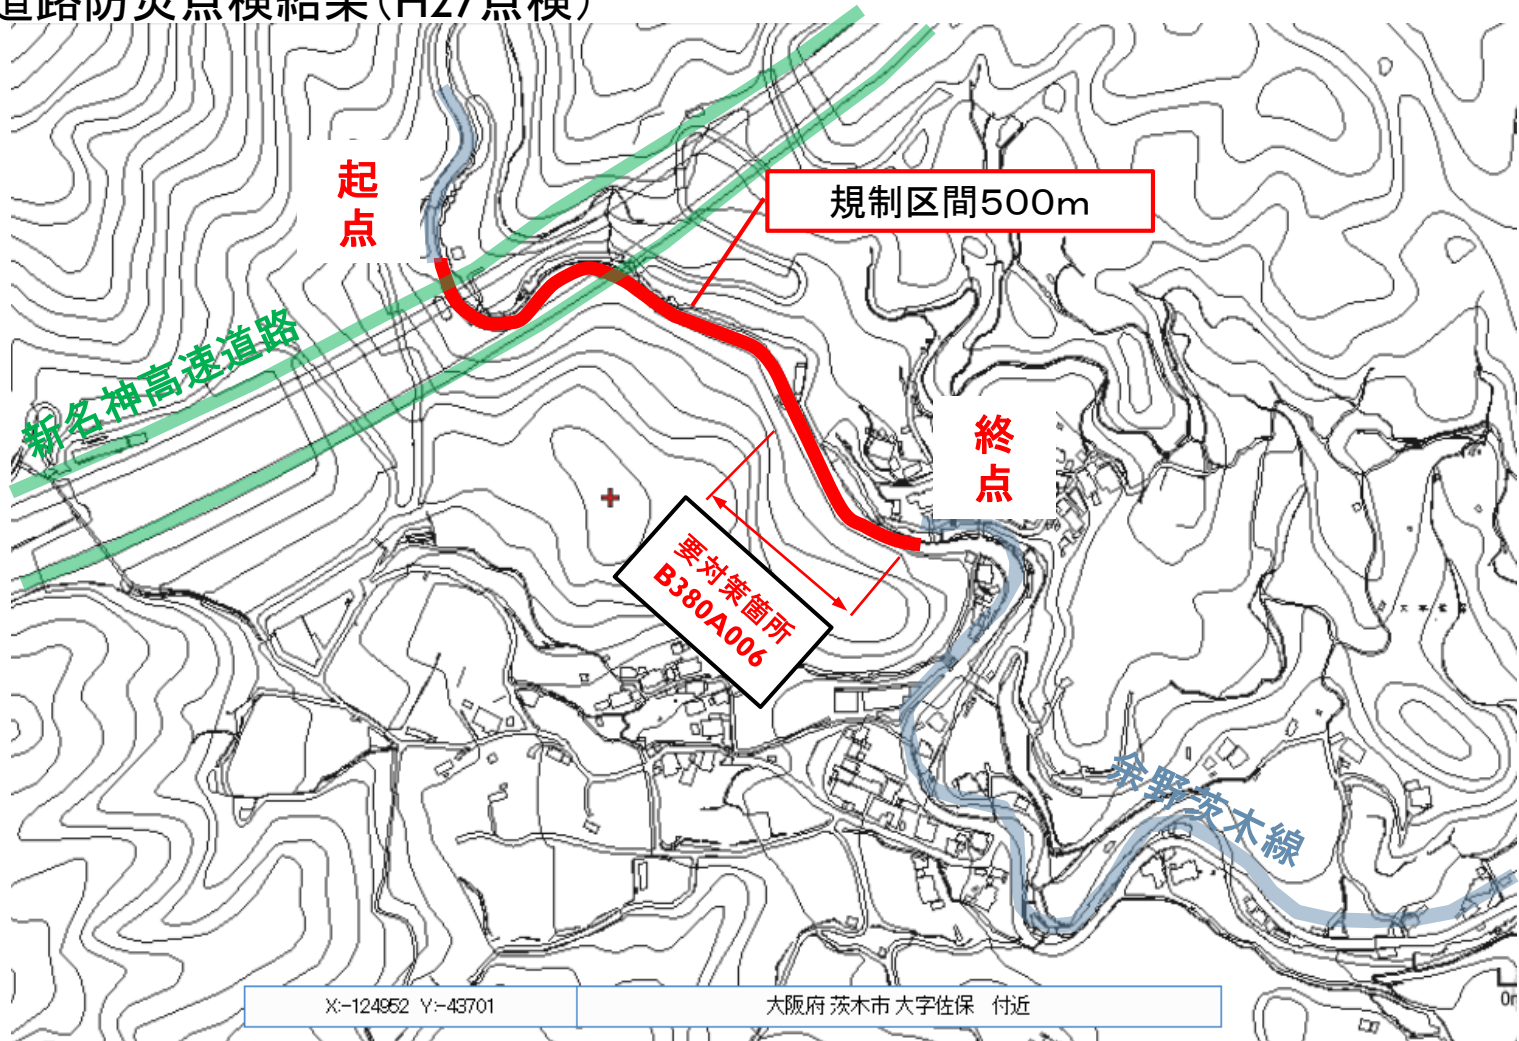 道路防災点検結果（H27点検）
起点
規制区間500m
新名神高速道路
終点
要対策箇所
B380A006
余野茨木線
X:-124952 Y:-43701
大阪府 茨木市 大字佐保 付近
0m